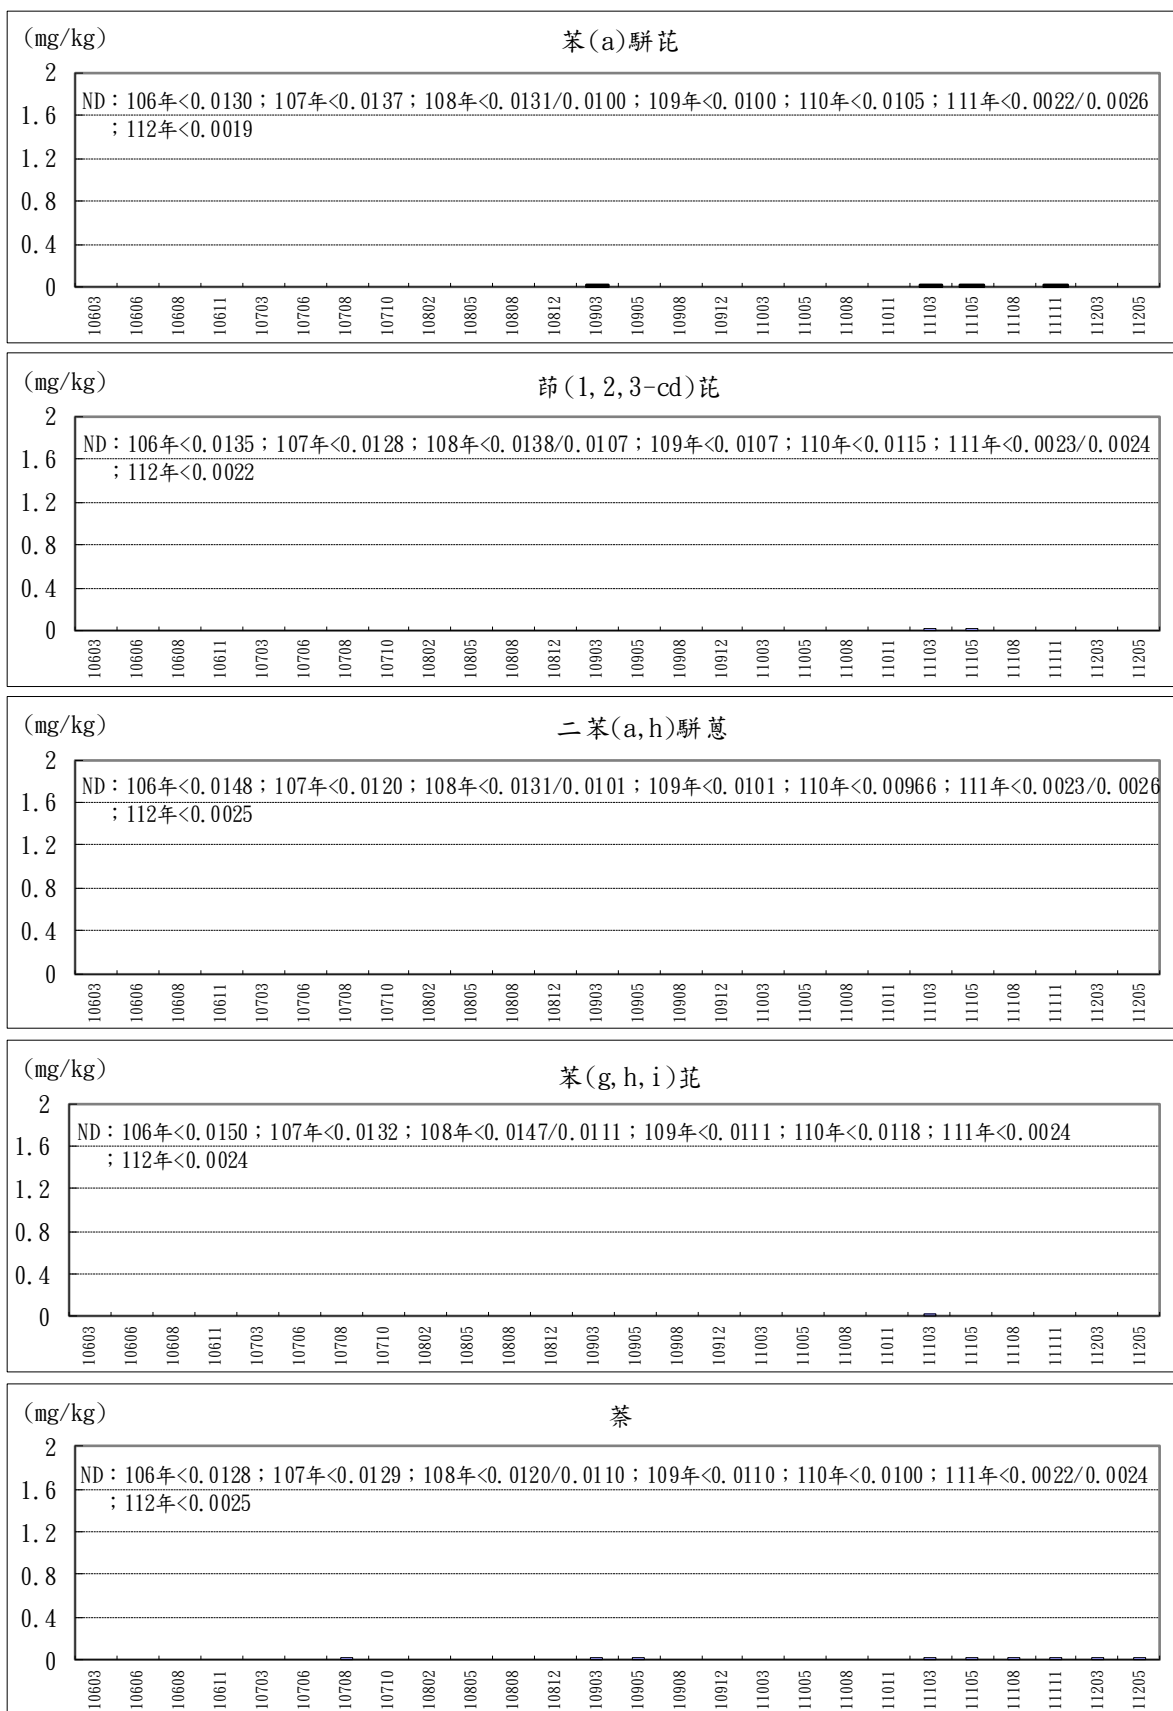 (mg/kg)
苯(a)駢芘
ND：106年<0.0130；107年<0.0137；108年<0.0131/0.0100；109年<0.0100；110年<0.0105；111年<0.0022/0.0026
；112年<0.0019
2
1.6
1.2
0.8
0.4
0
10603 10606 10608 10611 10703 10706 10708 10710 10802 10805 10808 10812 10903 10905 10908 10912 11003 11005 11008 11011 11103 11105 11108 11111 11203 11205
(mg/kg)
茚(1,2,3-cd)芘
ND：106年<0.0135；107年<0.0128；108年<0.0138/0.0107；109年<0.0107；110年<0.0115；111年<0.0023/0.0024
；112年<0.0022
2
1.6
1.2
0.8
0.4
0
10603 10606 10608 10611 10703 10706 10708 10710 10802 10805 10808 10812 10903 10905 10908 10912 11003 11005 11008 11011 11103 11105 11108 11111 11203 11205
(mg/kg)
二苯(a,h)駢蒽
ND：106年<0.0148；107年<0.0120；108年<0.0131/0.0101；109年<0.0101；110年<0.00966；111年<0.0023/0.0026
；112年<0.0025
2
1.6
1.2
0.8
0.4
0
10603 10606 10608 10611 10703 10706 10708 10710 10802 10805 10808 10812 10903 10905 10908 10912 11003 11005 11008 11011 11103 11105 11108 11111 11203 11205
(mg/kg)
苯(g,h,i)芘
ND：106年<0.0150；107年<0.0132；108年<0.0147/0.0111；109年<0.0111；110年<0.0118；111年<0.0024
；112年<0.0024
2
1.6
1.2
0.8
0.4
0
10603 10606 10608 10611 10703 10706 10708 10710 10802 10805 10808 10812 10903 10905 10908 10912 11003 11005 11008 11011 11103 11105 11108 11111 11203 11205
(mg/kg)
萘
ND：106年<0.0128；107年<0.0129；108年<0.0120/0.0110；109年<0.0110；110年<0.0100；111年<0.0022/0.0024
；112年<0.0025
2
1.6
1.2
0.8
0.4
0
10603 10606 10608 10611 10703 10706 10708 10710 10802 10805 10808 10812 10903 10905 10908 10912 11003 11005 11008 11011 11103 11105 11108 11111 11203 11205